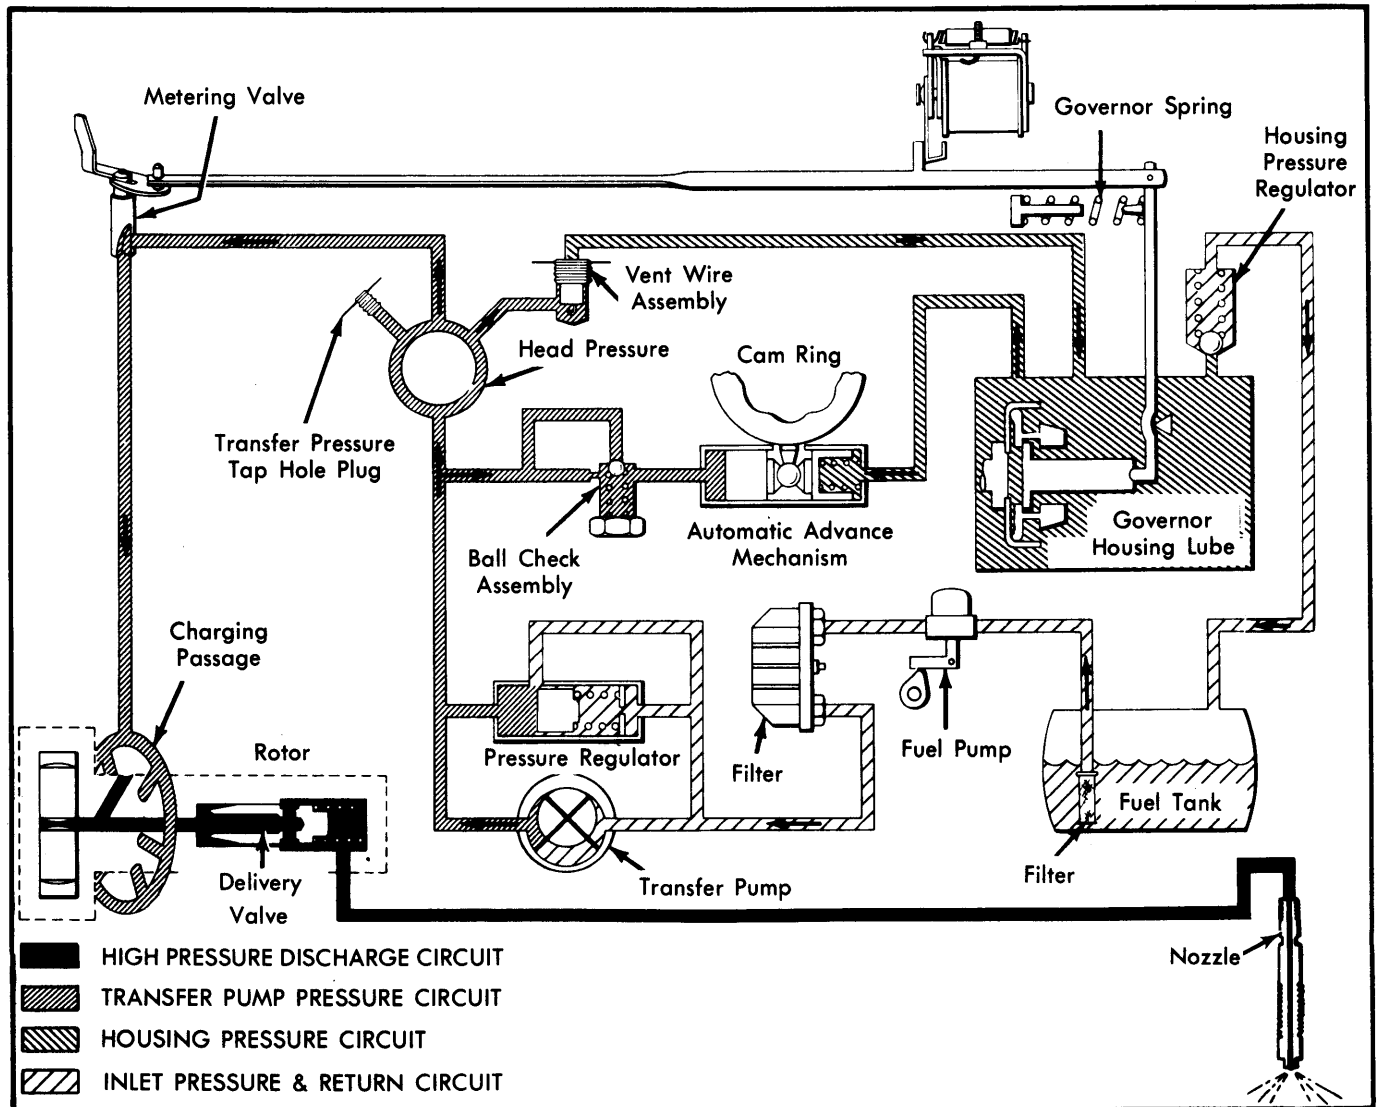 Metering Valve
Governor Spring
Housing
Pressure
Regulator
Vent Wire
Assembly
Head Pressure
Cam Ring
Transfer Pressure
Tap Hole Plug
Automatic Advance
Mechanism
Governor
Housing Lube
Ball Check
Assembly
Charging
Passage
Rotor
Pressure Regulator
Filter
Fuel Pump
Fuel Tank
Transfer Pump
Filter
Delivery
Valve
Nozzle
HIGH PRESSURE DISCHARGE CIRCUIT
TRANSFER PUMP PRESSURE CIRCUIT
HOUSING PRESSURE CIRCUIT
INLET PRESSURE & RETURN CIRCUIT